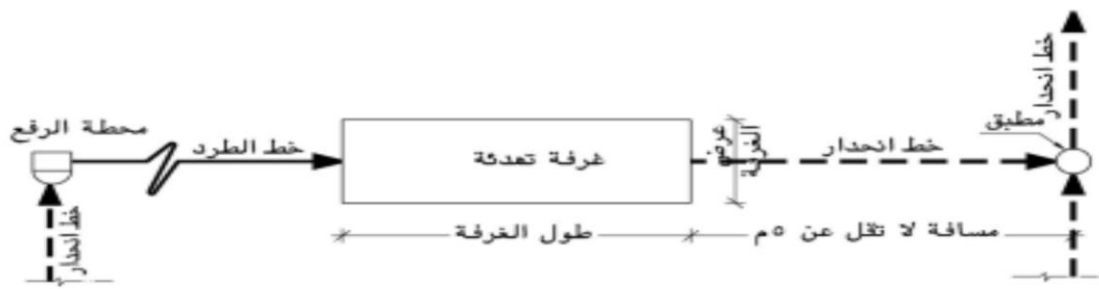 محطة الرفع
خط الطرد
غرفة تهدئة
عرض
الغرفة
خط انحدار
مطبق
خط انحدار
خط انحدار
طول الغرفة
مسافة لا تقل عن ٥م